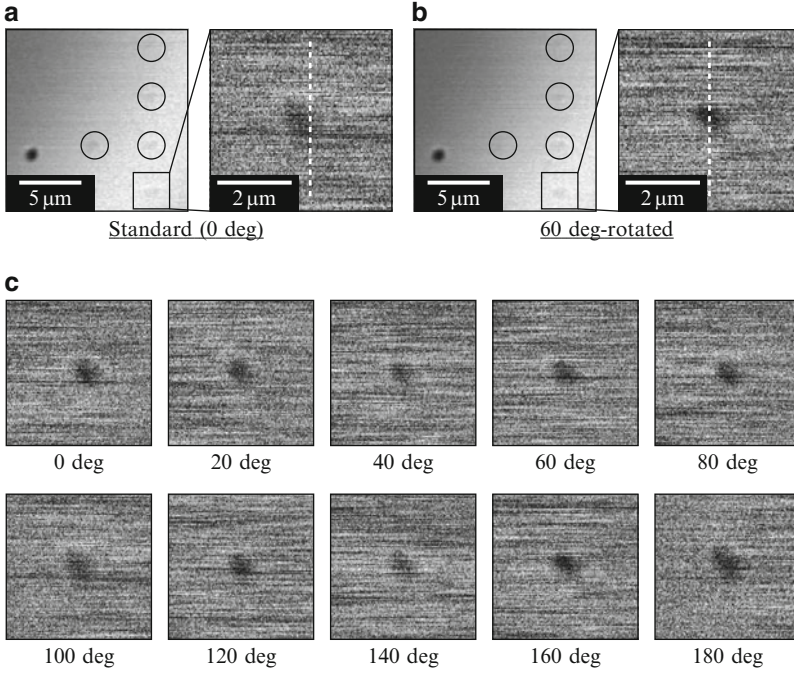 a
b
5 µm
2 µm
5 µm
2 µm
Standard (0 deg)
60 deg-rotated
c
0 deg
20 deg
40 deg
60 deg
80 deg
100 deg
120 deg
140 deg
160 deg
180 deg